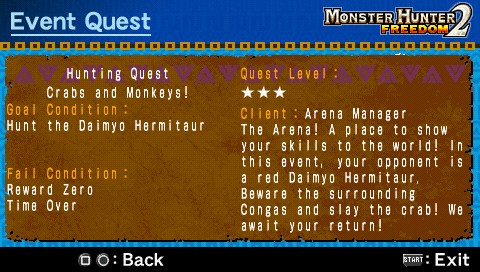 Event Quest
MONSTER HUNTER
FREEDOM 2
Hunting Quest
Crabs and Monkeys!
Goal Condition:
Hunt the Daimyo Hermitaur
Fail Condition:
Reward Zero
Time Over
Quest Level:
★★★
Client: Arena Manager
The Arena! A place to show
your skills to the world! In
this event, your opponent is
a red Daimyo Hermitaur.
Beware the surrounding
Congas and slay the crab! We
await your return!
□○: Back
START: Exit